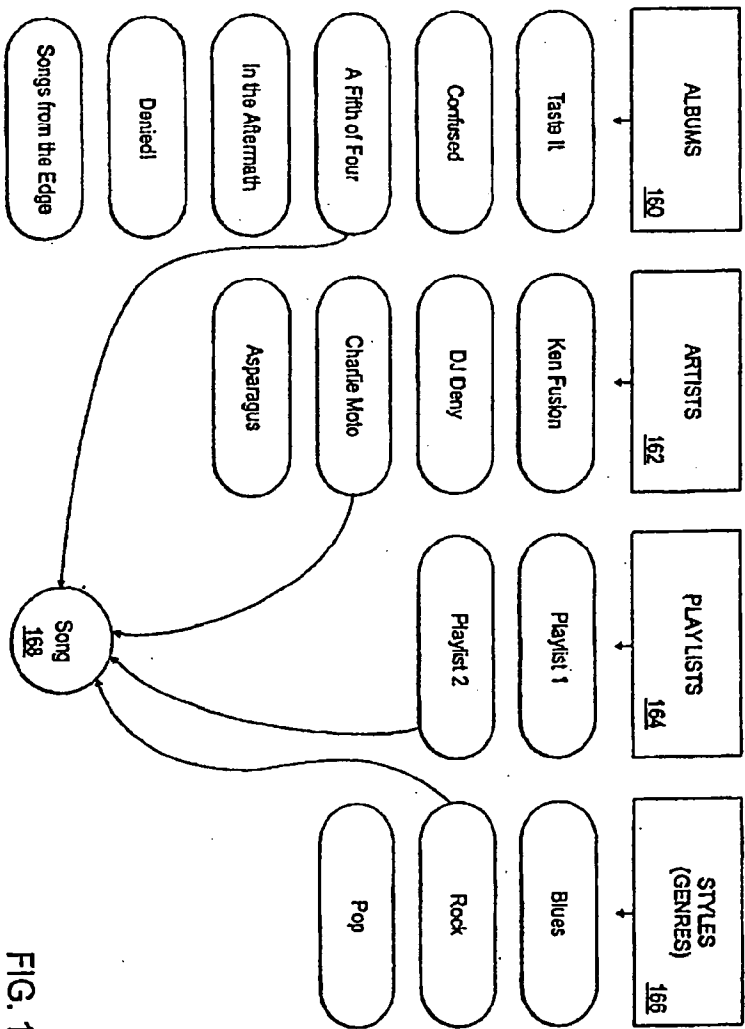 ALBUMS
160
Taste It
Confused
A Fifth of Four
In the Aftermath
Denied!
Songs from the Edge
ARTISTS
162
Ken Fusion
DJ Deny
Charlie Moto
Asparagus
PLAYLISTS
164
Playlist 1
Playlist 2
STYLES
(GENRES)
166
Blues
Rock
Pop
Song
168